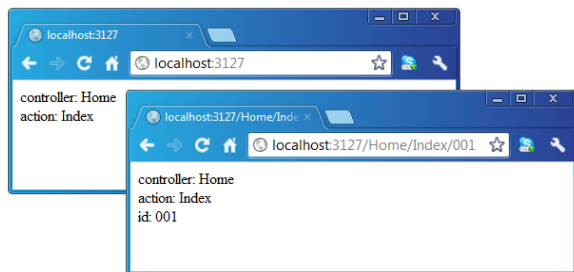 localhost:3127
localhost:3127
controller: Home
action: Index
localhost:3127/Home/Inde
localhost:3127/Home/Index/001
controller: Home
action: Index
id: 001